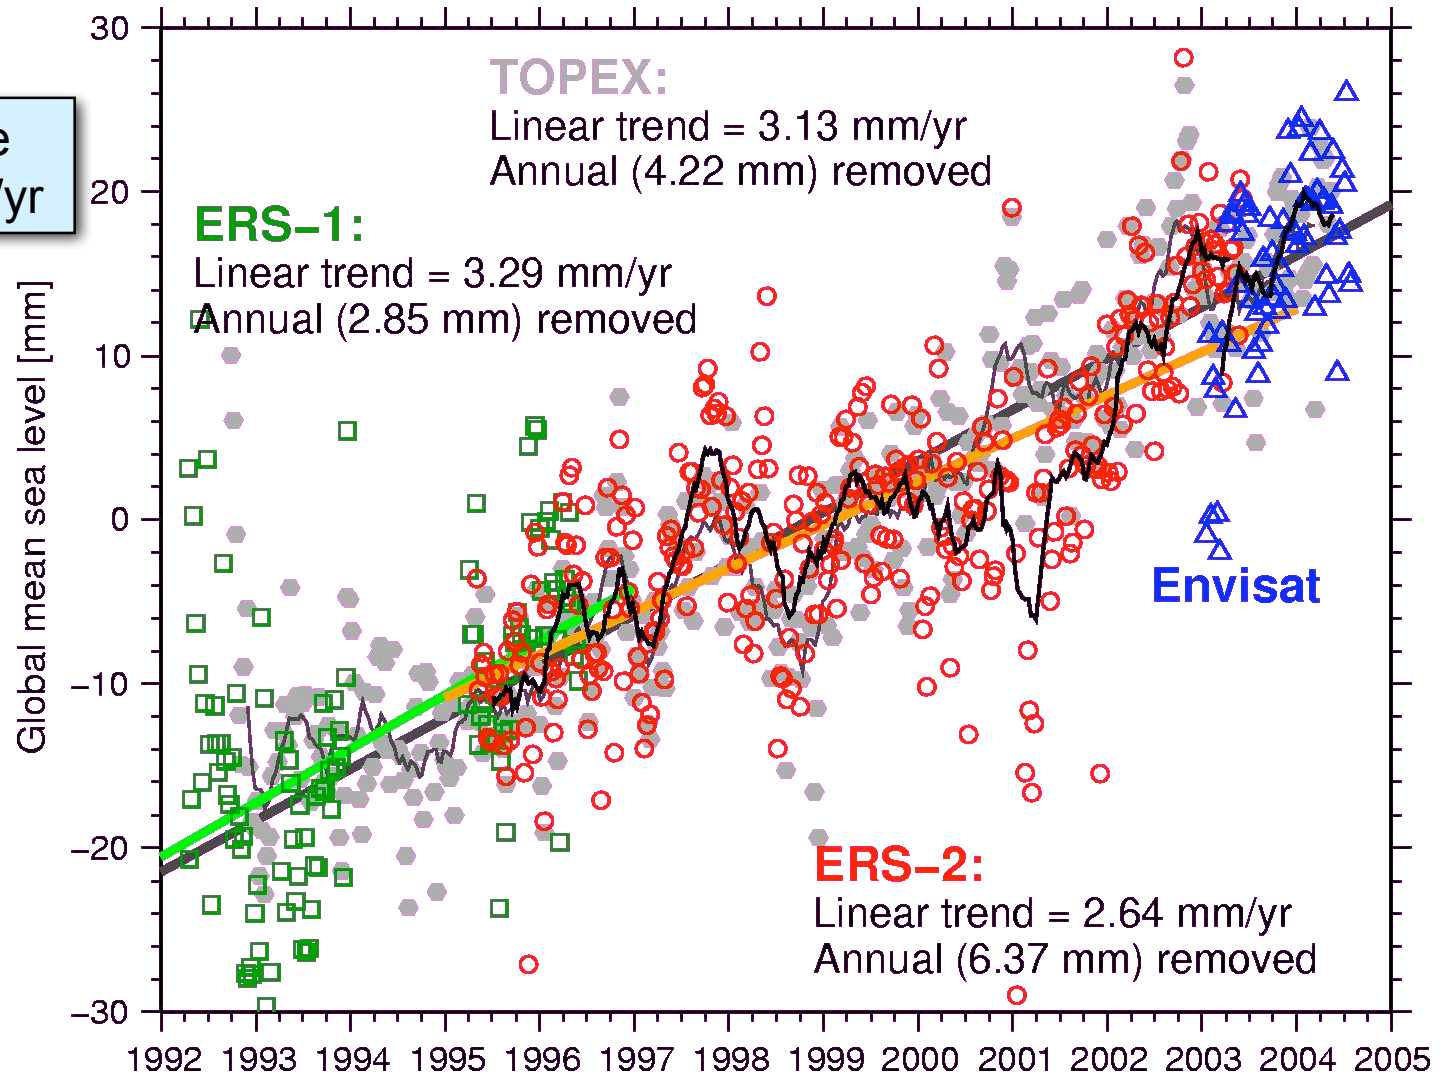 e
/yr
TOPEX:
Linear trend = 3.13 mm/yr
Annual (4.22 mm) removed
ERS–1:
Linear trend = 3.29 mm/yr
Annual (2.85 mm) removed
Envisat
ERS–2:
Linear trend = 2.64 mm/yr
Annual (6.37 mm) removed
Global mean sea level [mm]
30
20
10
0
–10
–20
–30
1992 1993 1994 1995 1996 1997 1998 1999 2000 2001 2002 2003 2004 2005